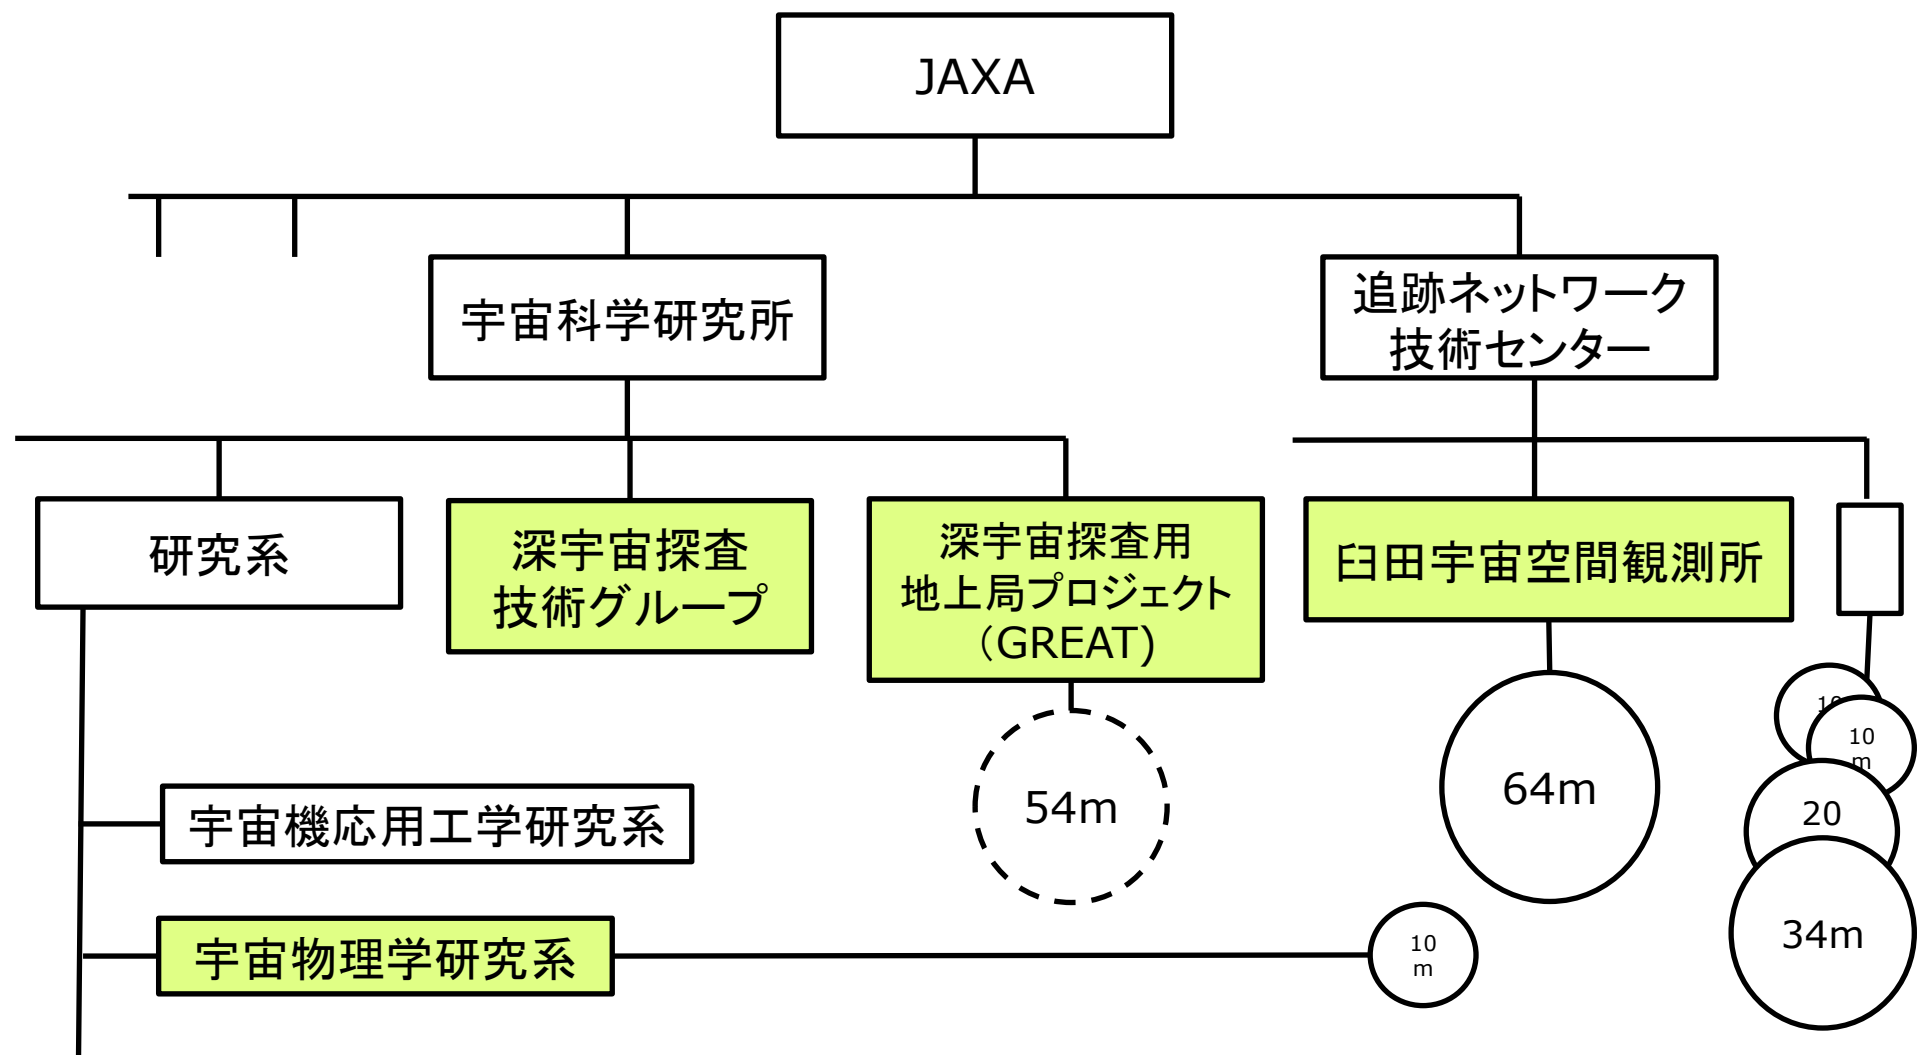 JAXA
宇宙科学研究所
追跡ネットワーク
技術センター
研究系
深宇宙探査
技術グループ
深宇宙探査用
地上局プロジェクト
（GREAT)
臼田宇宙空間観測所
54m
64m
10
10
m
20
34m
宇宙機応用工学研究系
宇宙物理学研究系
10
m